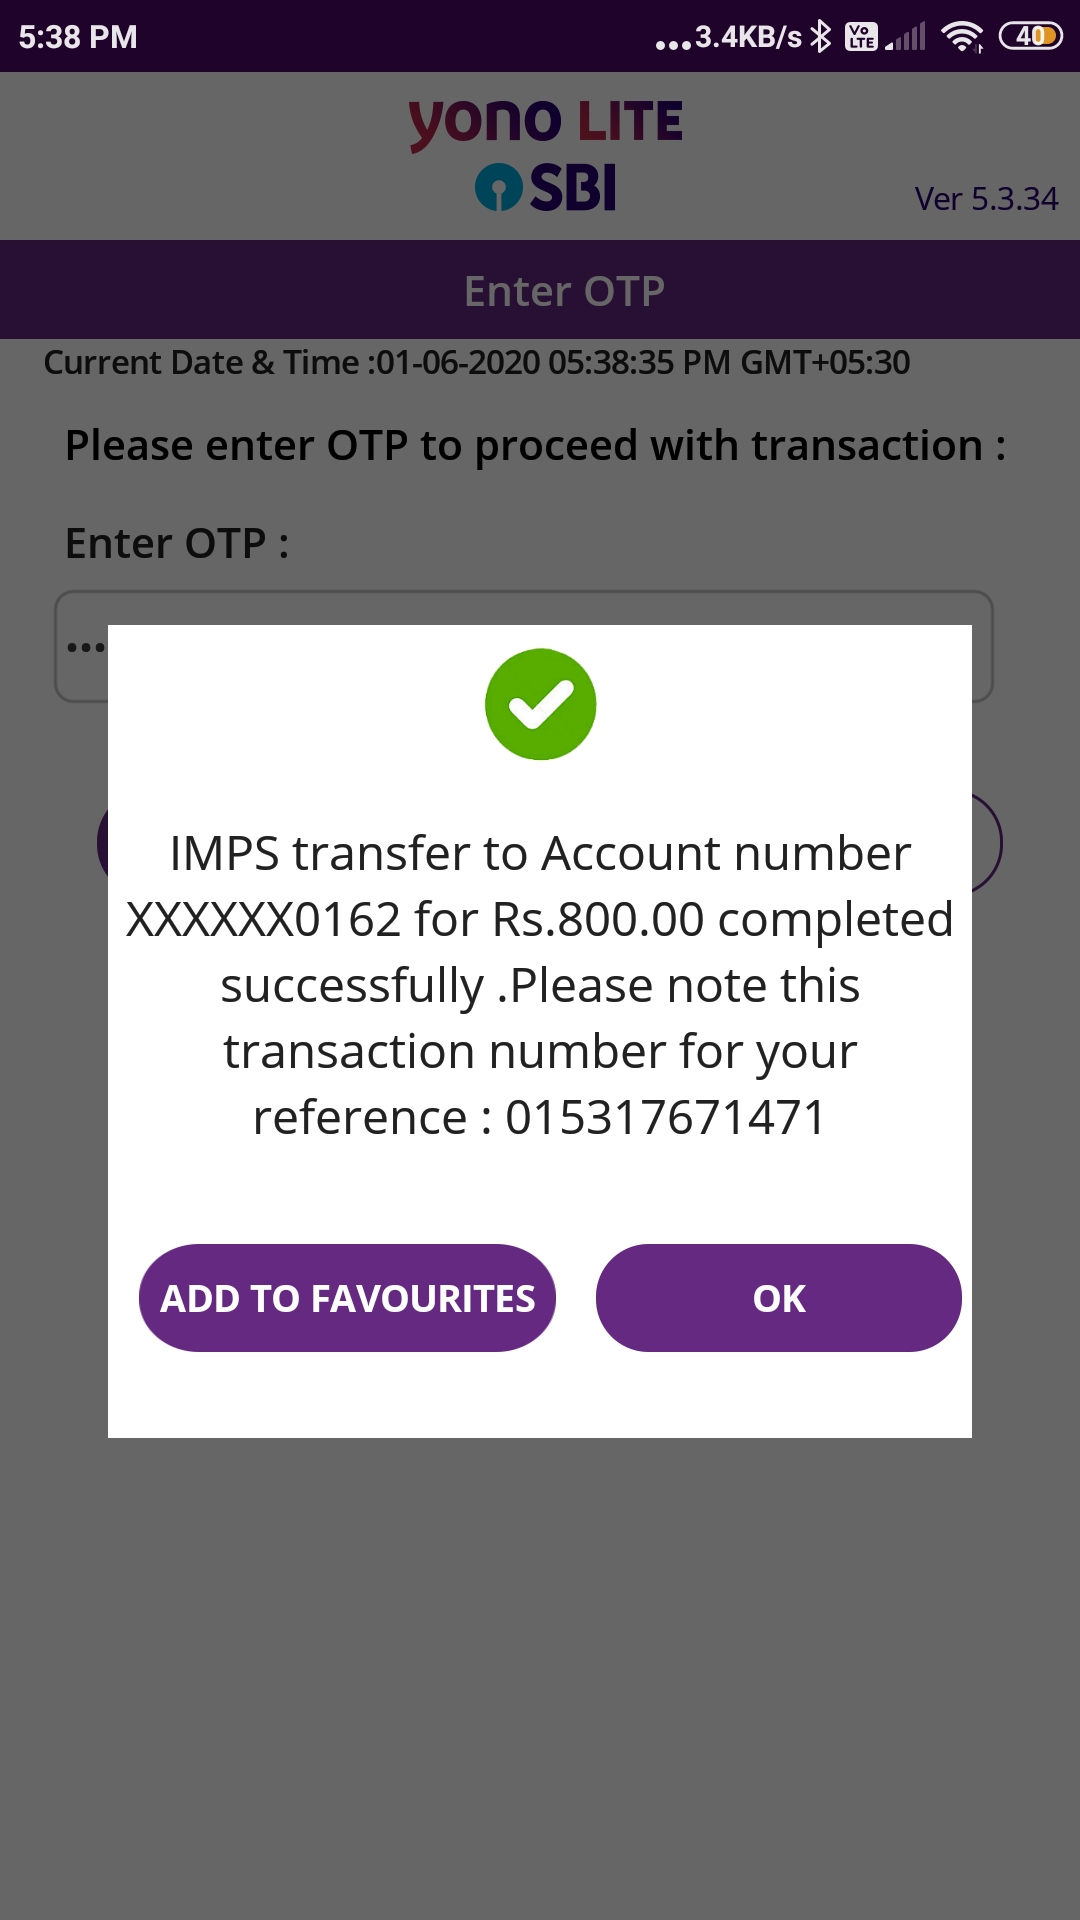 5:38 PM
...3.4KB/s Vo LTE 40
yono LITE
SBI
Ver 5.3.34
Enter OTP
Current Date & Time :01-06-2020 05:38:35 PM GMT+05:30
Please enter OTP to proceed with transaction :
Enter OTP :
•••
IMPS transfer to Account number
XXXXXX0162 for Rs.800.00 completed
successfully .Please note this
transaction number for your
reference : 015317671471
ADD TO FAVOURITES OK